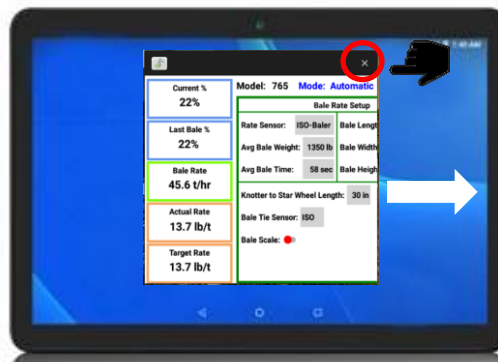 1:40 AM
Current %
22%
Last Bale %
22%
Bale Rate
45.6 t/hr
Actual Rate
13.7 lb/t
Target Rate
13.7 lb/t
Model: 765 Mode: Automatic
Bale Rate Setup
Rate Sensor: ISO-Baler Bale Lengt
Avg Bale Weight: 1350 lb Bale Width
Avg Bale Time: 58 sec Bale Heigh
Knotter to Star Wheel Length: 30 in
Bale Tie Sensor: ISO
Bale Scale: